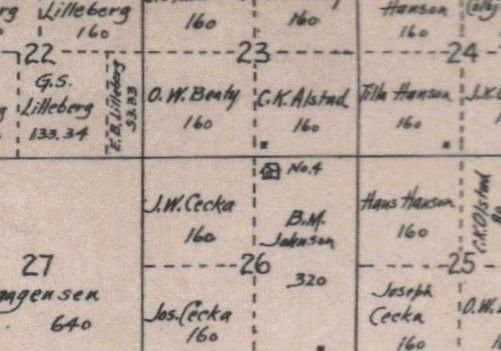 Lilleberg
160
160
160
Hanson
160
22
23
24
G.S.
Lilleberg
133.34
E.B. Lilleberg
53.33
O.W. Beaty
160
C.K. Alstad
160
Tilla Hanson
160
No. 4
J.W. Cecka
160
B.M.
Johnson
320
Hans Hanson
160
C.K. Olstad
27
26
25
640
Jos. Cecka
160
Joseph
Cecka
160
O.W.